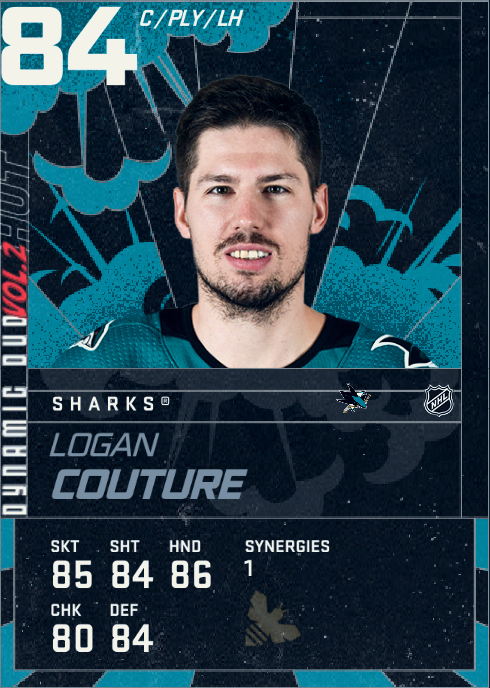 84
C/PLY/LH
HUT
DYNAMIC DUO VOL.2
SHARKS®
NHL
LOGAN
COUTURE
SKT SHT HND SYNERGIES
85 84 86 1
CHK DEF
80 84